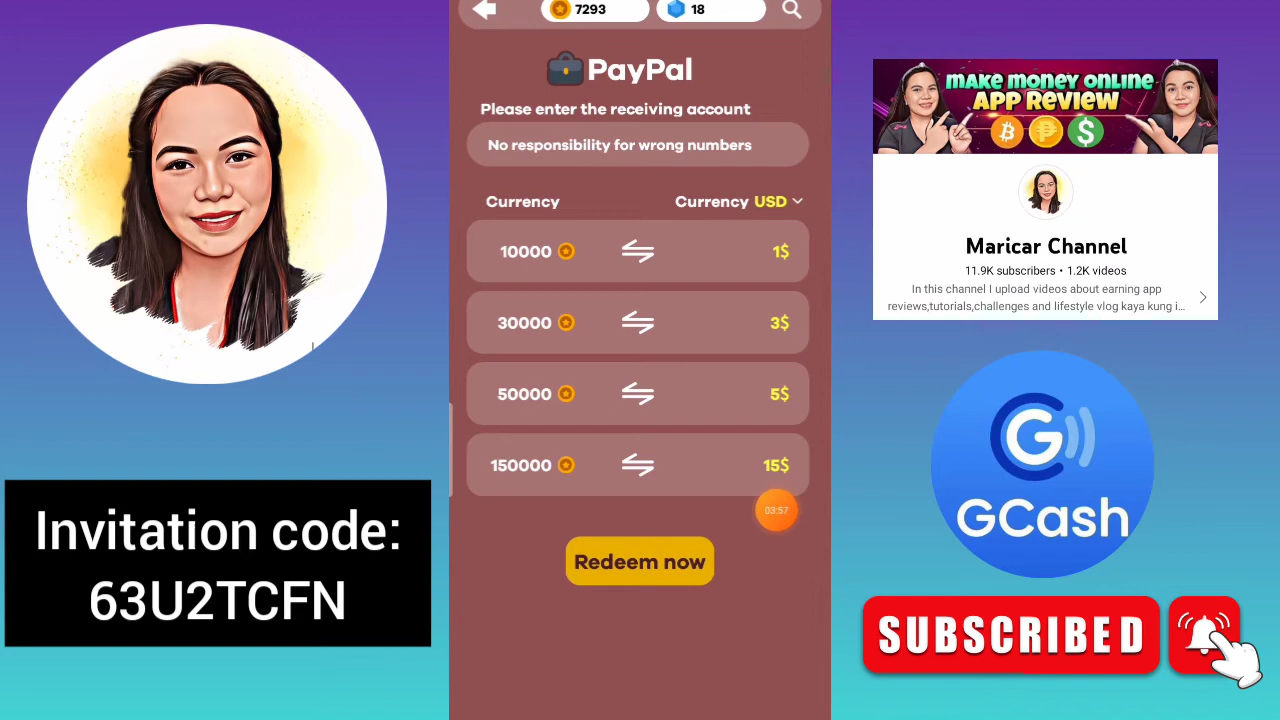 Invitation code:
63U2TCFN
7293
18
PayPal
Please enter the receiving account
No responsibility for wrong numbers
Currency
Currency USD
10000
1$
30000
3$
50000
5$
150000
15$
03:57
Redeem now
MAKE MONEY ONLINE
APP REVIEW
Maricar Channel
11.9K subscribers • 1.2K videos
In this channel I upload videos about earning app
reviews,tutorials,challenges and lifestyle vlog kaya kung i...
G
GCash
SUBSCRIBED